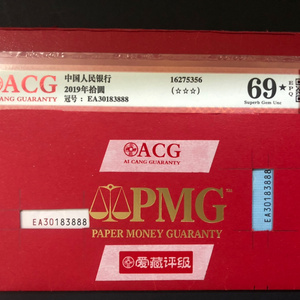 ACG
AI CANG GUARANTY
中国人民银行
2019年拾圆
冠号：EA30183888
16275356
(☆☆☆)
69★
EPQ
Superb Gem Unc
ACG
AI CANG GUARANTY
PMG™
PAPER MONEY GUARANTY
EA30183888
EA30183888
爱藏评级